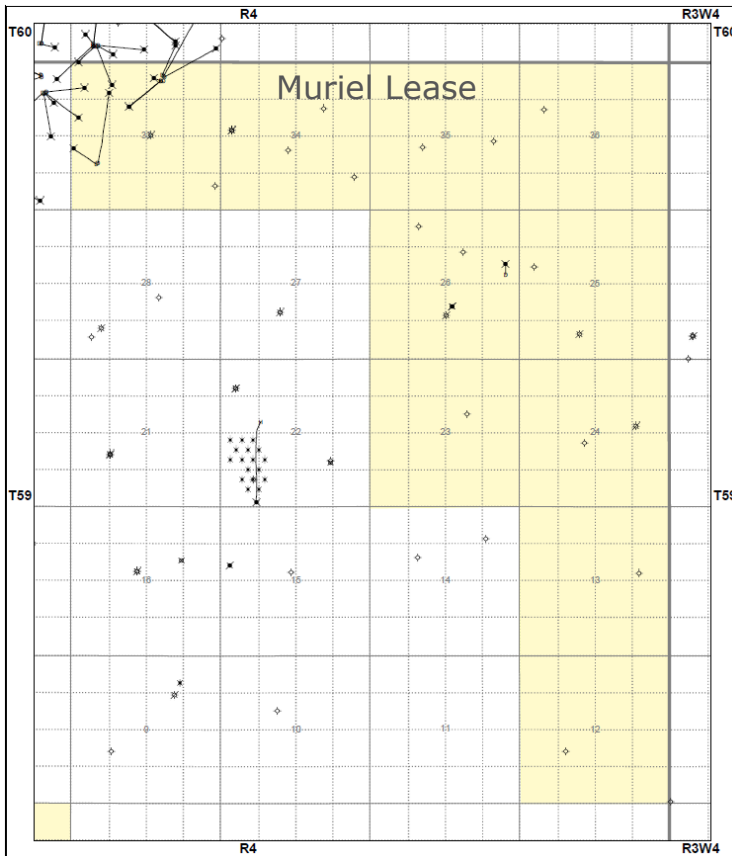 R4 R3W4
T60 T60
Muriel Lease
33 34 35 36
28 27 26 25
21 22 23 24
T59 T59
16 15 14 13
9 10 11 12
R4 R3W4